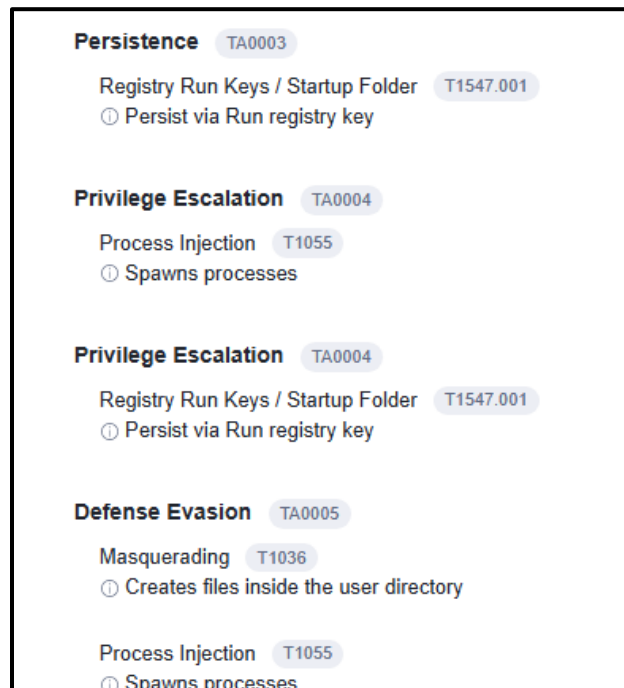 Persistence TA0003
Registry Run Keys / Startup Folder T1547.001
Persist via Run registry key
Privilege Escalation TA0004
Process Injection T1055
Spawns processes
Privilege Escalation TA0004
Registry Run Keys / Startup Folder T1547.001
Persist via Run registry key
Defense Evasion TA0005
Masquerading T1036
Creates files inside the user directory
Process Injection T1055
Spawns processes